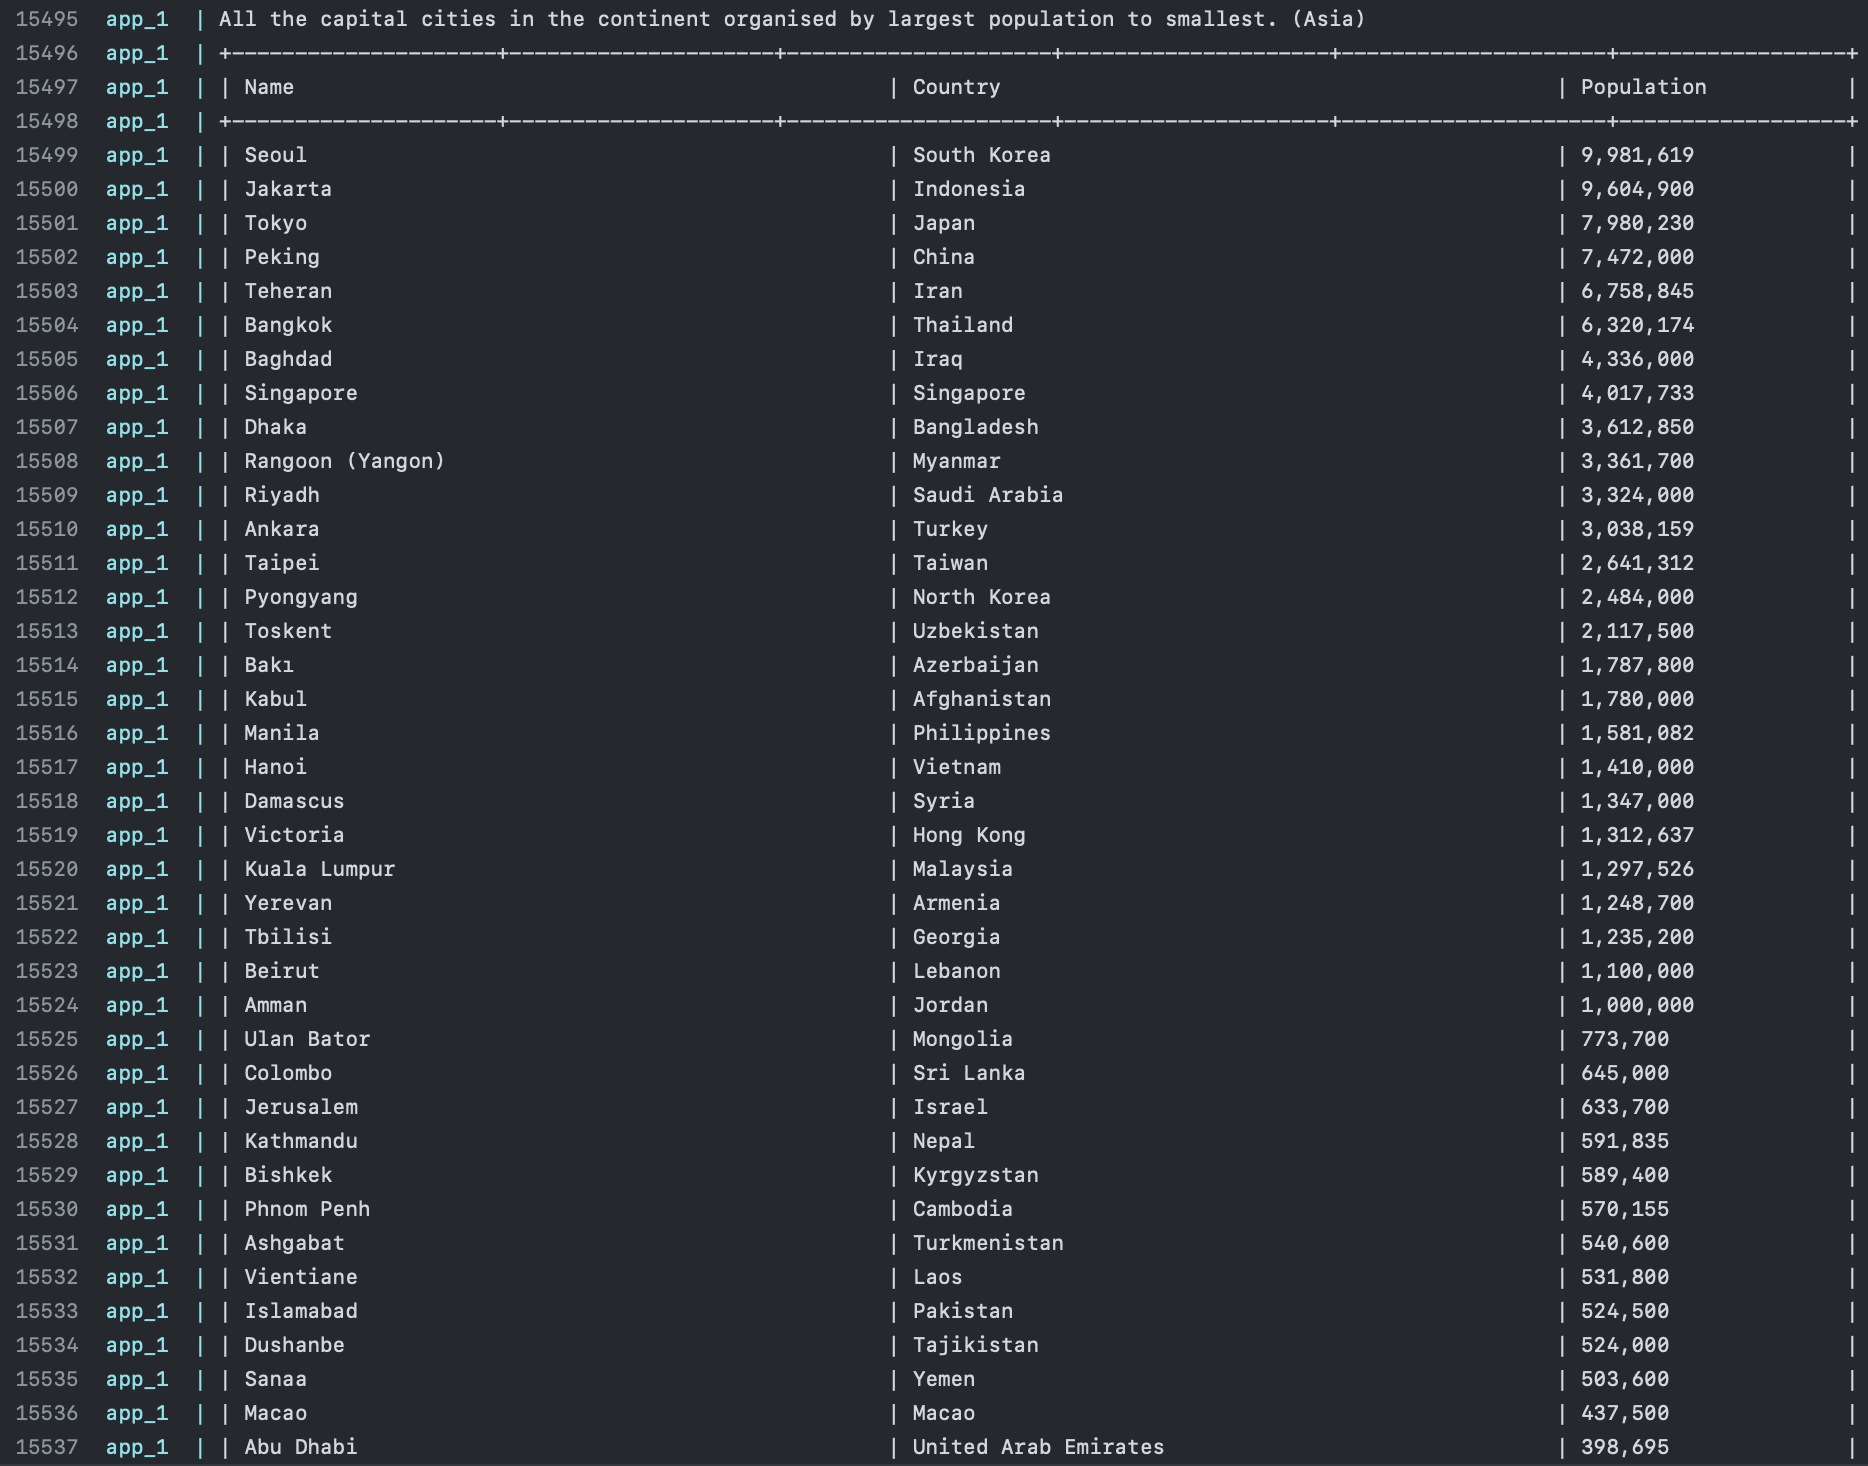 15495 app_1 | All the capital cities in the continent organised by largest population to smallest. (Asia)
15496 app_1 | +---------------------+---------------------+---------------------+---------------------+---------------------+------------------+
15497 app_1 | | Name | Country | Population |
15498 app_1 | +---------------------+---------------------+---------------------+---------------------+---------------------+------------------+
15499 app_1 | | Seoul | South Korea | 9,981,619 |
15500 app_1 | | Jakarta | Indonesia | 9,604,900 |
15501 app_1 | | Tokyo | Japan | 7,980,230 |
15502 app_1 | | Peking | China | 7,472,000 |
15503 app_1 | | Teheran | Iran | 6,758,845 |
15504 app_1 | | Bangkok | Thailand | 6,320,174 |
15505 app_1 | | Baghdad | Iraq | 4,336,000 |
15506 app_1 | | Singapore | Singapore | 4,017,733 |
15507 app_1 | | Dhaka | Bangladesh | 3,612,850 |
15508 app_1 | | Rangoon (Yangon) | Myanmar | 3,361,700 |
15509 app_1 | | Riyadh | Saudi Arabia | 3,324,000 |
15510 app_1 | | Ankara | Turkey | 3,038,159 |
15511 app_1 | | Taipei | Taiwan | 2,641,312 |
15512 app_1 | | Pyongyang | North Korea | 2,484,000 |
15513 app_1 | | Toskent | Uzbekistan | 2,117,500 |
15514 app_1 | | Bakı | Azerbaijan | 1,787,800 |
15515 app_1 | | Kabul | Afghanistan | 1,780,000 |
15516 app_1 | | Manila | Philippines | 1,581,082 |
15517 app_1 | | Hanoi | Vietnam | 1,410,000 |
15518 app_1 | | Damascus | Syria | 1,347,000 |
15519 app_1 | | Victoria | Hong Kong | 1,312,637 |
15520 app_1 | | Kuala Lumpur | Malaysia | 1,297,526 |
15521 app_1 | | Yerevan | Armenia | 1,248,700 |
15522 app_1 | | Tbilisi | Georgia | 1,235,200 |
15523 app_1 | | Beirut | Lebanon | 1,100,000 |
15524 app_1 | | Amman | Jordan | 1,000,000 |
15525 app_1 | | Ulan Bator | Mongolia | 773,700 |
15526 app_1 | | Colombo | Sri Lanka | 645,000 |
15527 app_1 | | Jerusalem | Israel | 633,700 |
15528 app_1 | | Kathmandu | Nepal | 591,835 |
15529 app_1 | | Bishkek | Kyrgyzstan | 589,400 |
15530 app_1 | | Phnom Penh | Cambodia | 570,155 |
15531 app_1 | | Ashgabat | Turkmenistan | 540,600 |
15532 app_1 | | Vientiane | Laos | 531,800 |
15533 app_1 | | Islamabad | Pakistan | 524,500 |
15534 app_1 | | Dushanbe | Tajikistan | 524,000 |
15535 app_1 | | Sanaa | Yemen | 503,600 |
15536 app_1 | | Macao | Macao | 437,500 |
15537 app_1 | | Abu Dhabi | United Arab Emirates | 398,695 |